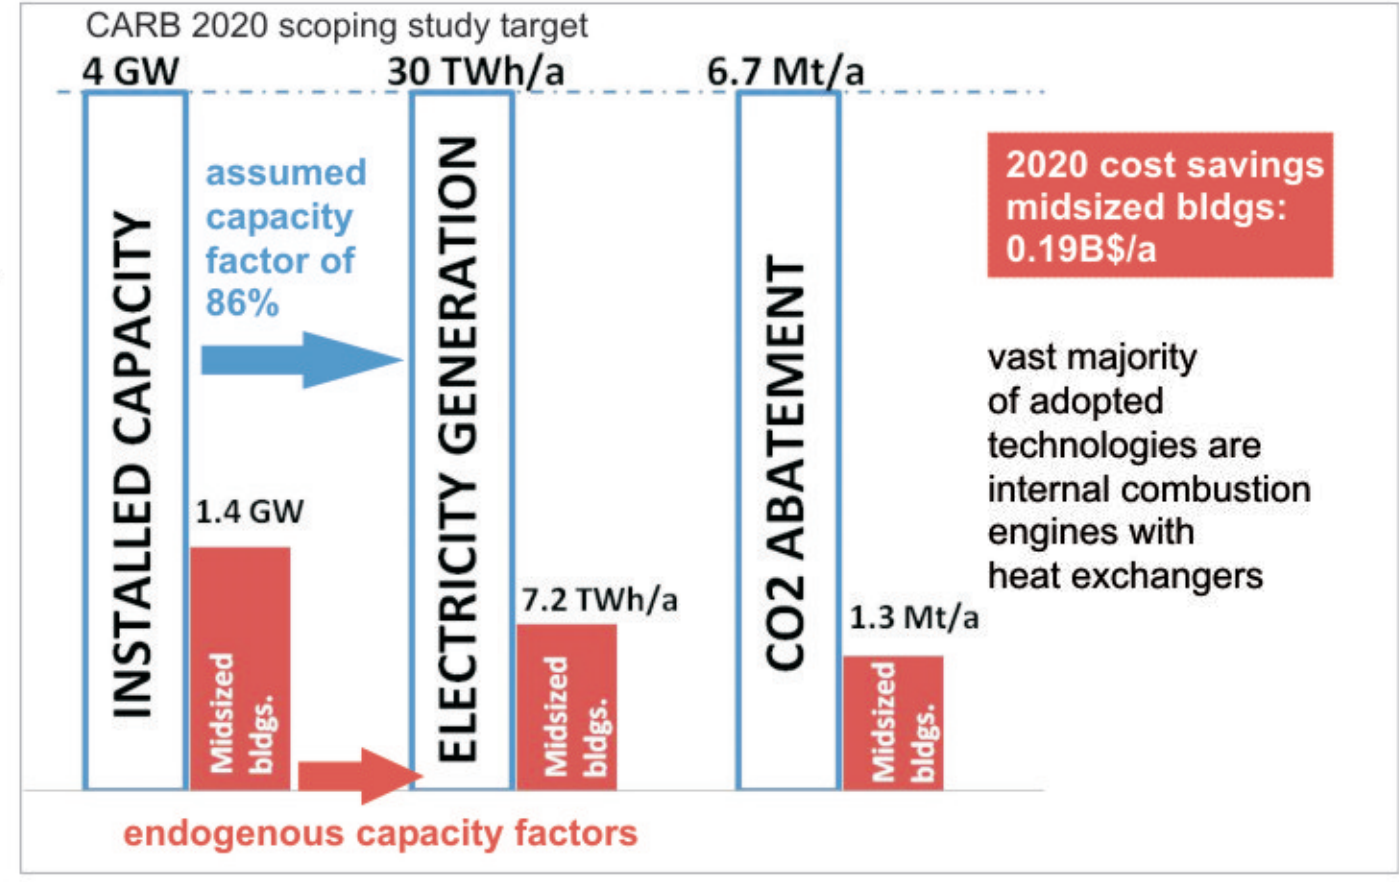 CARB 2020 scoping study target
4 GW
30 TWh/a
6.7 Mt/a
INSTALLED CAPACITY
assumed
capacity
factor of
86%
ELECTRICITY GENERATION
CO2 ABATEMENT
2020 cost savings
midsized bldgs:
0.19B$/a
vast majority
of adopted
technologies are
internal combustion
engines with
heat exchangers
1.4 GW
Midsized
bldgs.
7.2 TWh/a
Midsized
bldgs.
1.3 Mt/a
Midsized
bldgs.
endogenous capacity factors